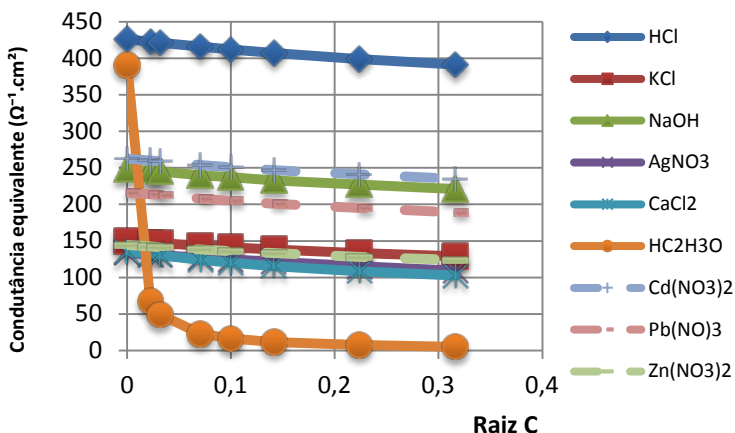 Condutância equivalente (Ω⁻¹.cm²)
450
400
350
300
250
200
150
100
50
0
0
0,1
0,2
0,3
0,4
Raiz C
HCl
KCl
NaOH
AgNO3
CaCl2
HC2H3O
Cd(NO3)2
Pb(NO)3
Zn(NO3)2